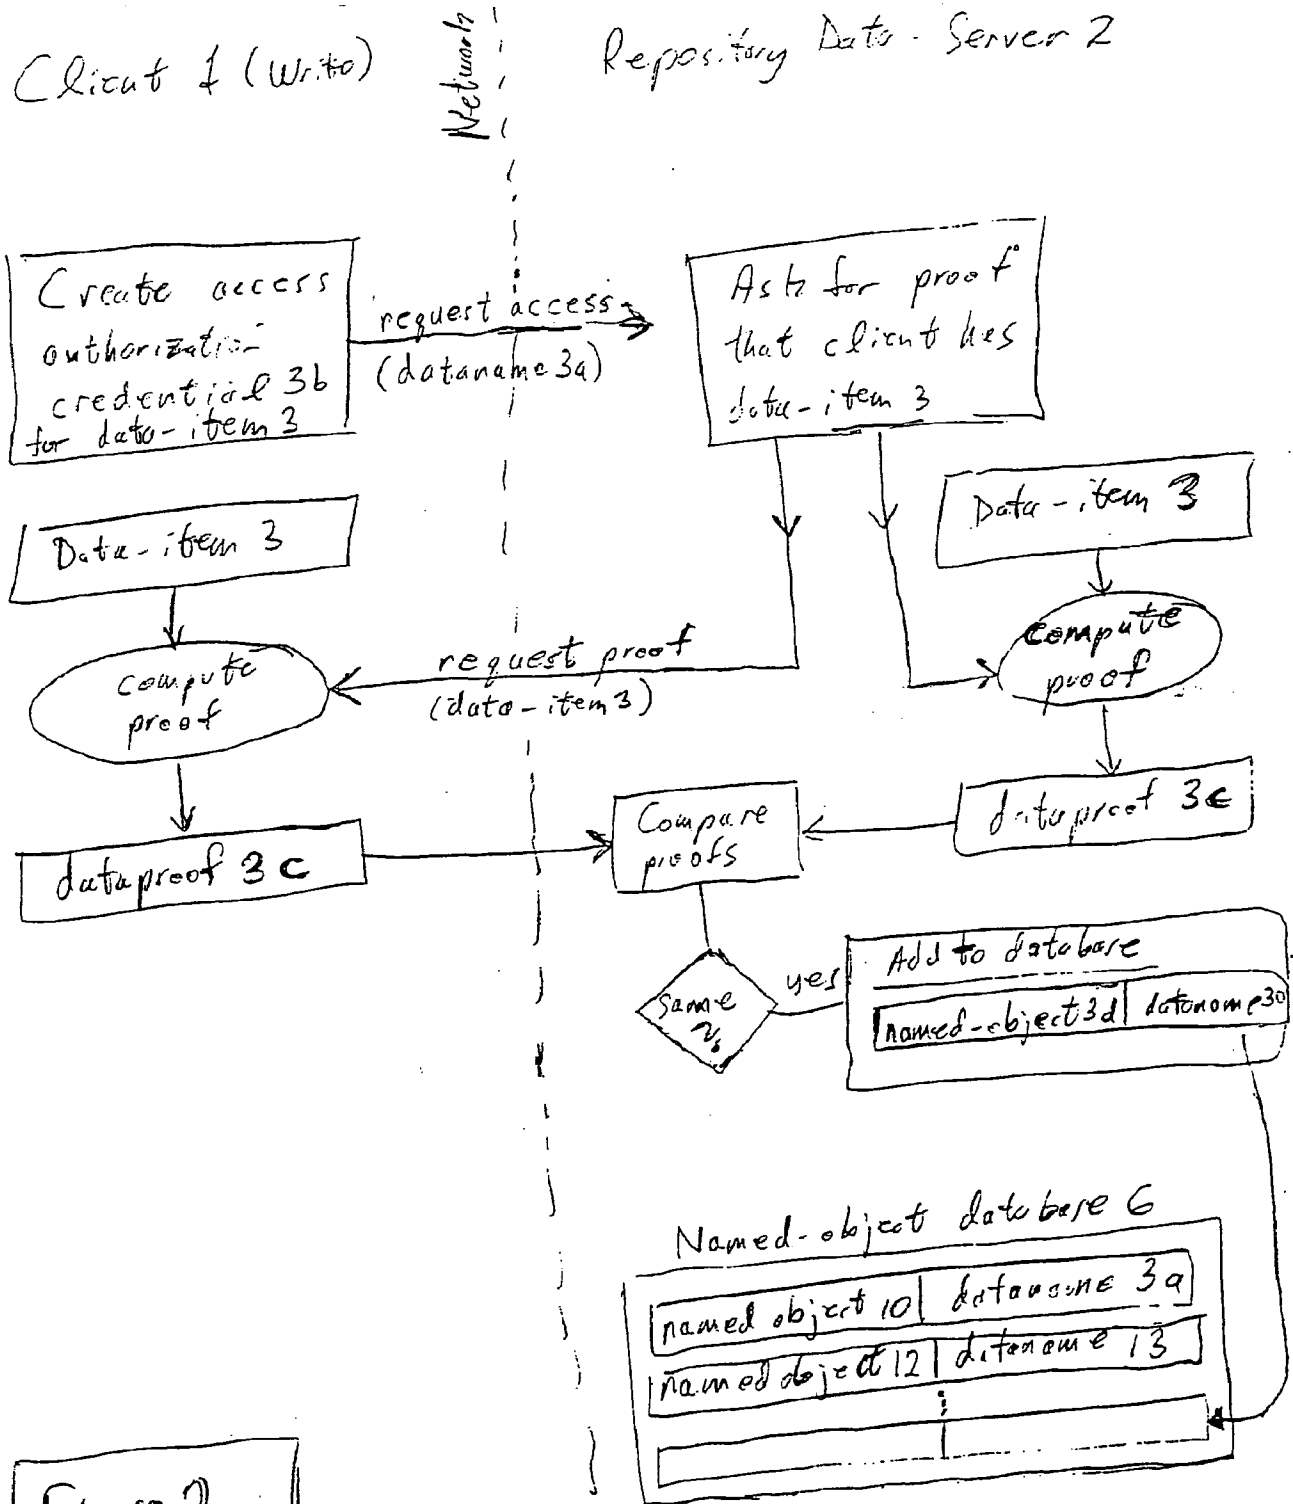 Client 1 (Write)
Network
Repository Data-Server 2
Create access
authorization
credential 3b
for data-item 3
request access
(dataname 3a)
Ask for proof
that client has
data-item 3
Data-item 3
Data-item 3
compute
proof
request proof
(data-item 3)
compute
proof
dataproof 3c
Compare
proofs
dataproof 3c
same
?
yes
Add to database
named-object 3d | dataname 3a
Named-object database 6
named object 10 | dataname 3a
named object 12 | dataname 13